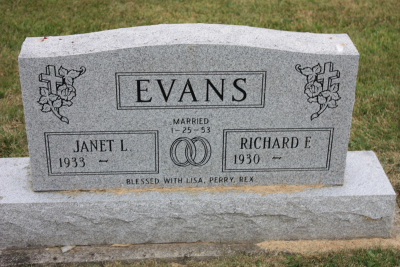 EVANS
MARRIED
1-25-53
JANET L.
1933 ~
RICHARD E
1930 ~
BLESSED WITH LISA, PERRY, REX